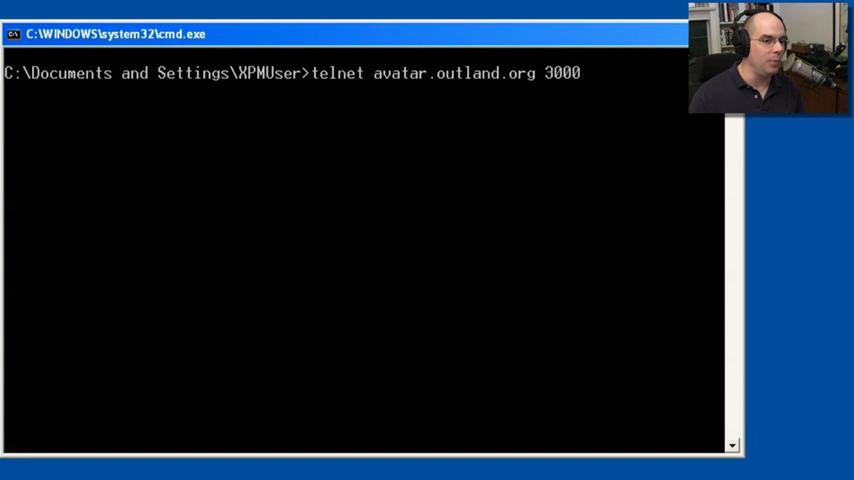 C:\WINDOWS\system32\cmd.exe
C:\Documents and Settings\XPMUser>telnet avatar.outland.org 3000